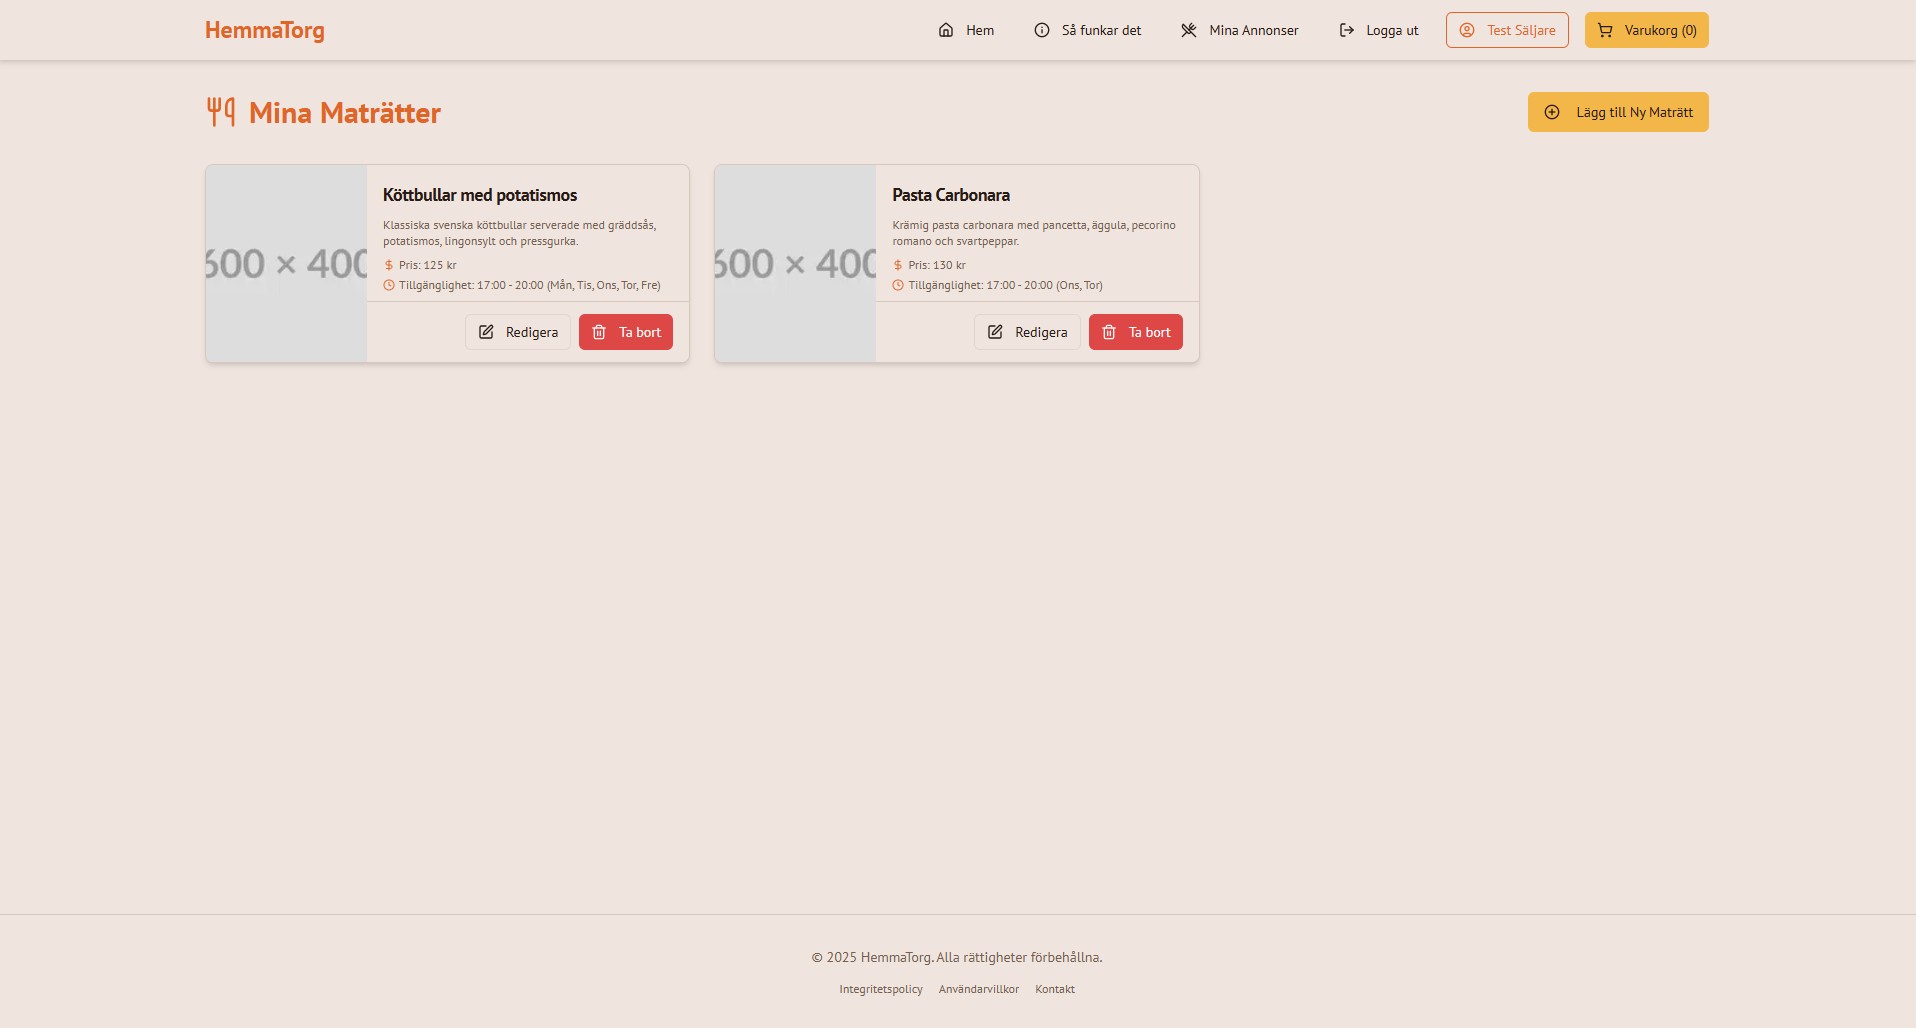 HemmaTorg
Hem
Så funkar det
Mina Annonser
Logga ut
Test Säljare
Varukorg (0)
Mina Maträtter
Lägg till Ny Maträtt
600 × 400
Köttbullar med potatismos
Klassiska svenska köttbullar serverade med gräddsås,
potatismos, lingonsylt och pressgurka.
$ Pris: 125 kr
Tillgänglighet: 17:00 - 20:00 (Mån, Tis, Ons, Tor, Fre)
Redigera
Ta bort
600 × 400
Pasta Carbonara
Krämig pasta carbonara med pancetta, äggula, pecorino
romano och svartpeppar.
$ Pris: 130 kr
Tillgänglighet: 17:00 - 20:00 (Ons, Tor)
Redigera
Ta bort
© 2025 HemmaTorg. Alla rättigheter förbehållna.
Integritetspolicy
Användarvillkor
Kontakt